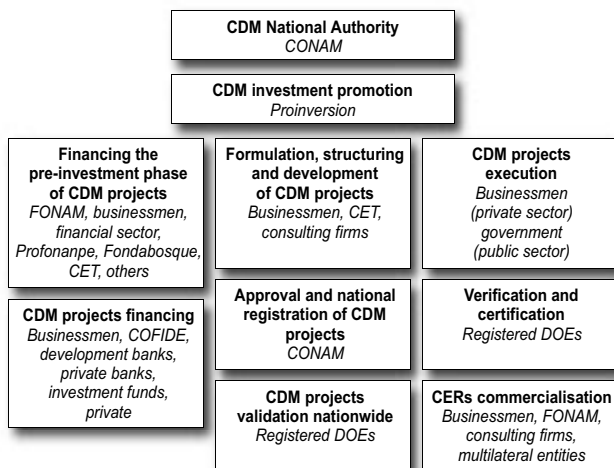 CDM National Authority
CONAM
CDM investment promotion
Proinversion
Financing the
pre-investment phase
of CDM projects
FONAM, businessmen,
financial sector,
Profonanpe, Fondabosque,
CET, others
Formulation, structuring
and development
of CDM projects
Businessmen, CET,
consulting firms
CDM projects
execution
Businessmen
(private sector)
government
(public sector)
CDM projects financing
Businessmen, COFIDE,
development banks,
private banks,
investment funds,
private
Approval and national
registration of CDM
projects
CONAM
Verification and
certification
Registered DOEs
CDM projects
validation nationwide
Registered DOEs
CERs commercialisation
Businessmen, FONAM,
consulting firms,
multilateral entities